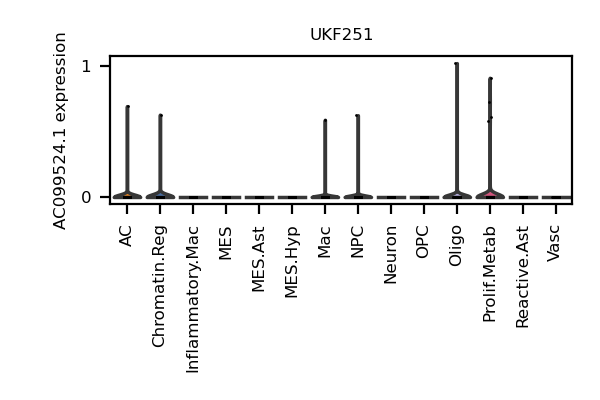 UKF251
AC099524.1 expression
1
0
AC
Chromatin.Reg
Inflammatory.Mac
MES
MES.Ast
MES.Hyp
Mac
NPC
Neuron
OPC
Oligo
Prolif.Metab
Reactive.Ast
Vasc